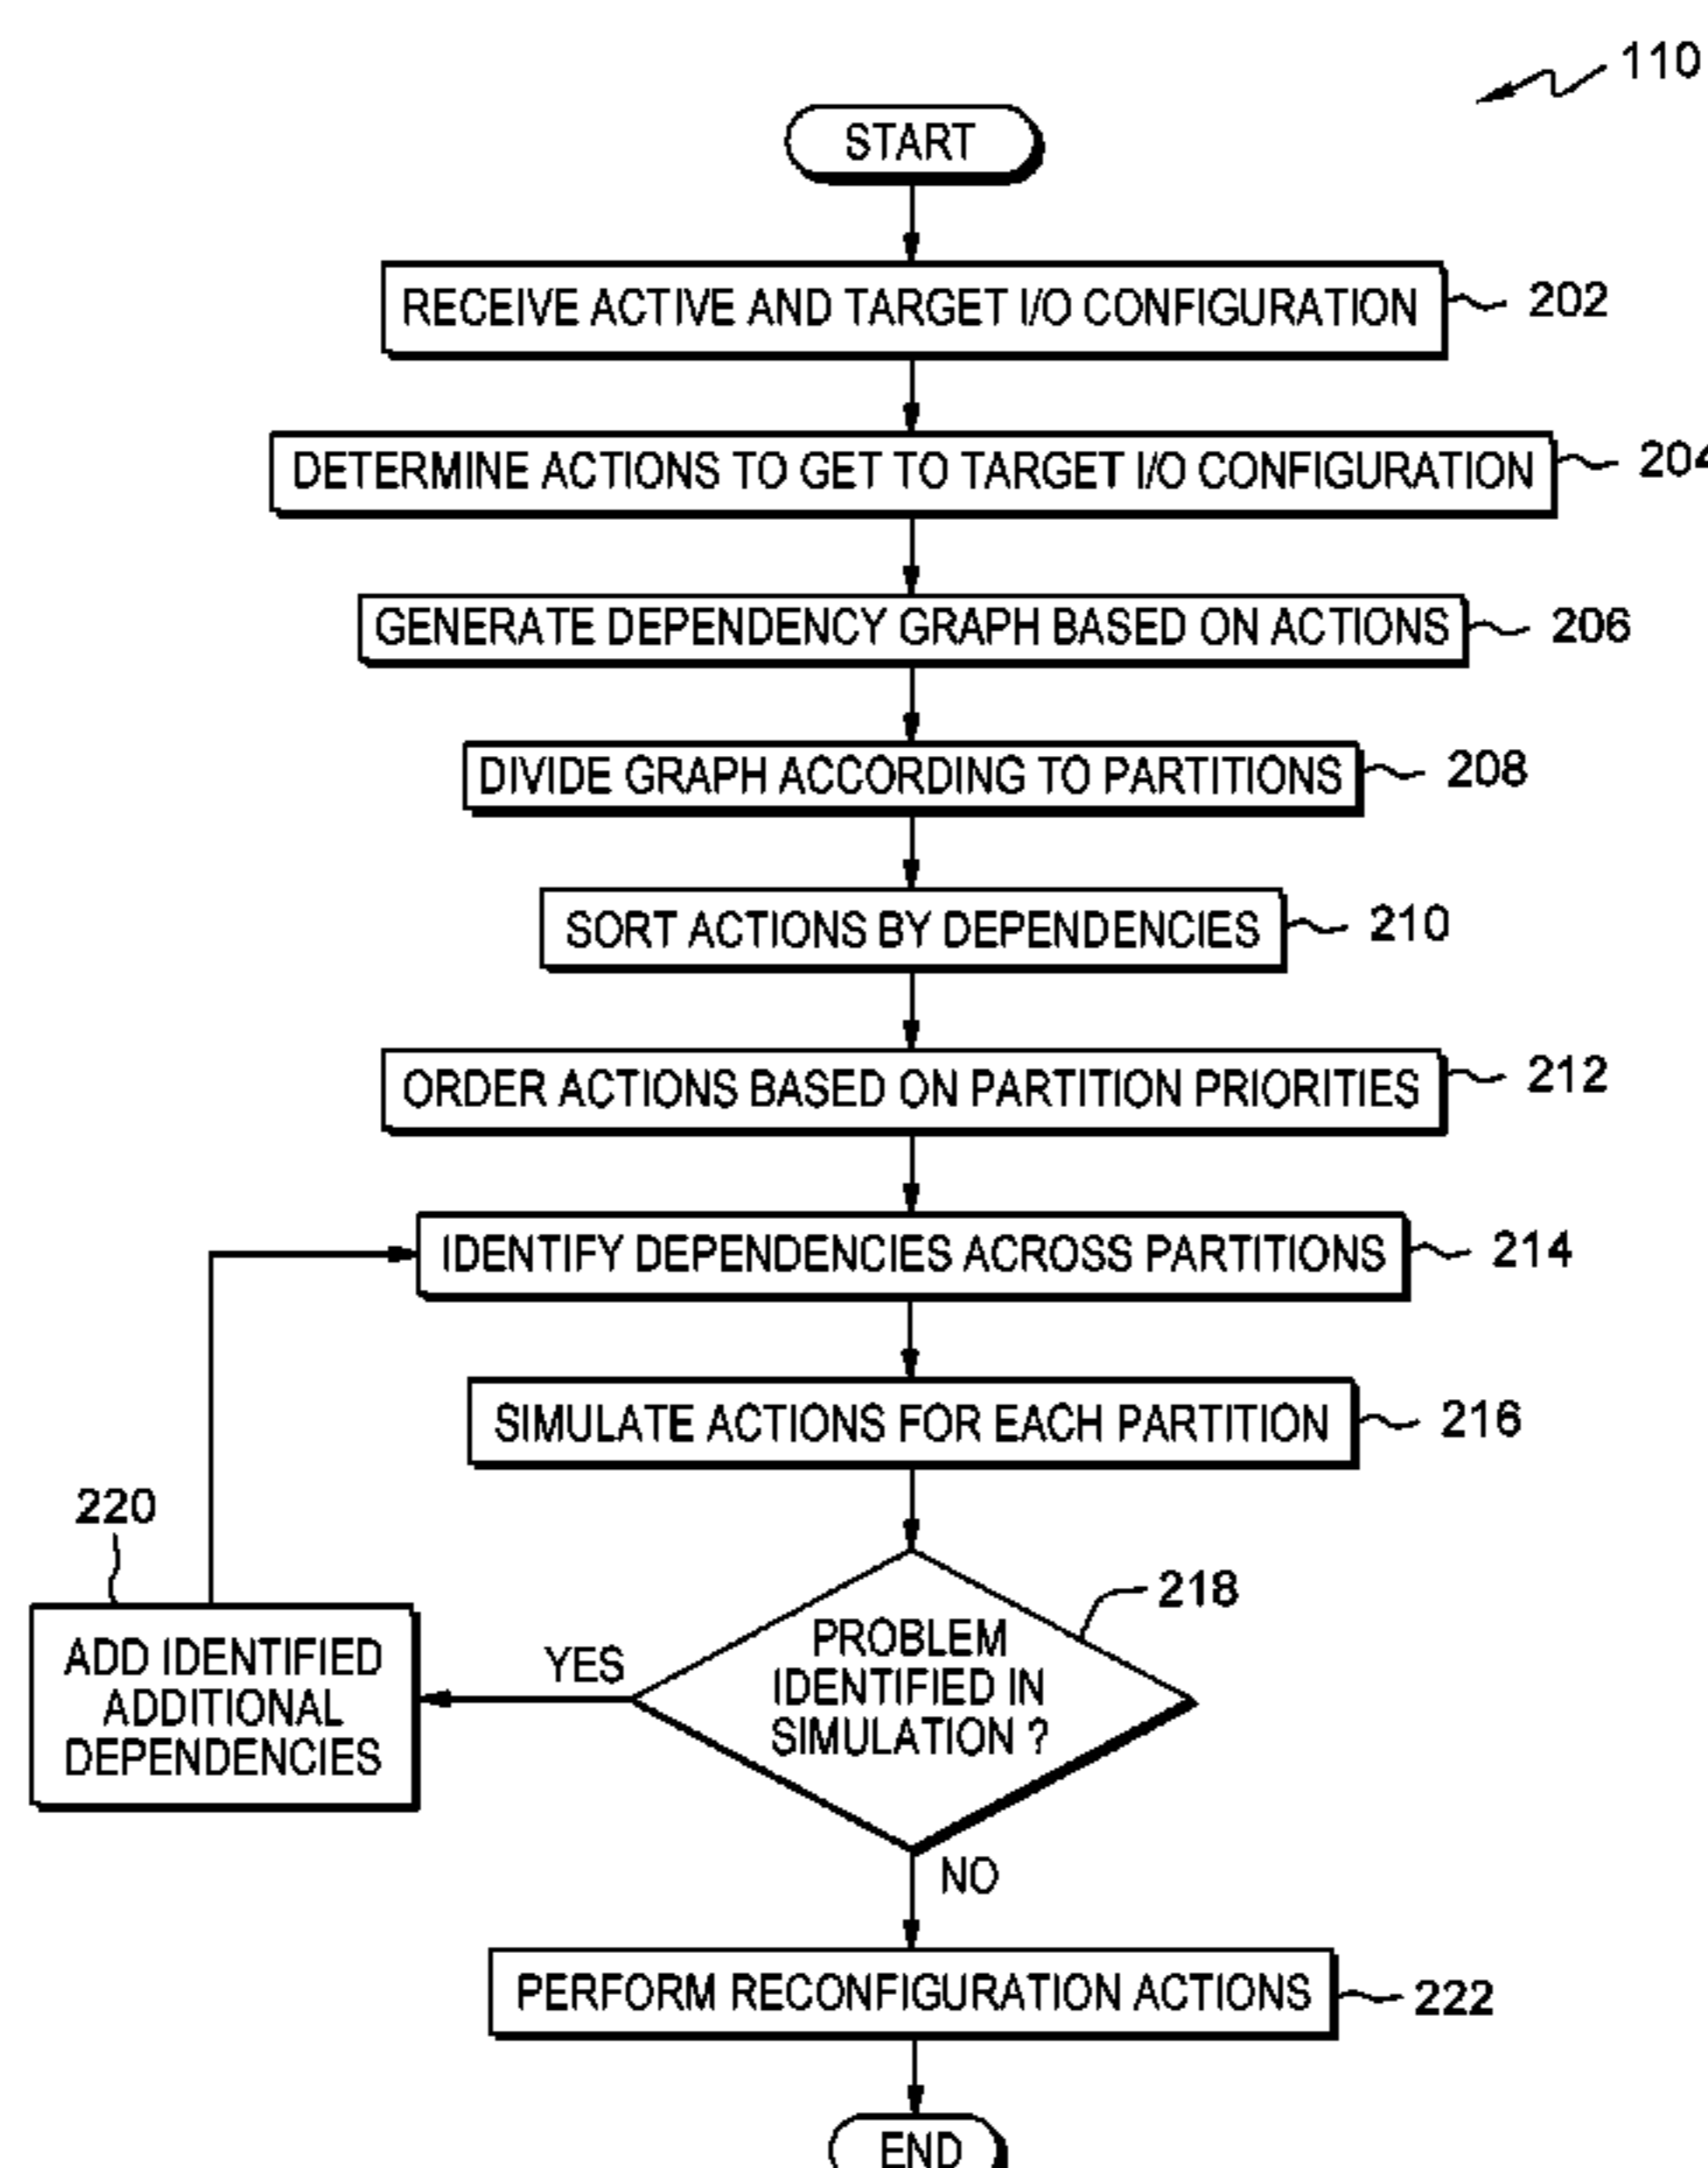 110
START
RECEIVE ACTIVE AND TARGET I/O CONFIGURATION
202
DETERMINE ACTIONS TO GET TO TARGET I/O CONFIGURATION
204
GENERATE DEPENDENCY GRAPH BASED ON ACTIONS
206
DIVIDE GRAPH ACCORDING TO PARTITIONS
208
SORT ACTIONS BY DEPENDENCIES
210
ORDER ACTIONS BASED ON PARTITION PRIORITIES
212
IDENTIFY DEPENDENCIES ACROSS PARTITIONS
214
SIMULATE ACTIONS FOR EACH PARTITION
216
220
218
PROBLEM
IDENTIFIED IN
SIMULATION ?
YES
ADD IDENTIFIED
ADDITIONAL
DEPENDENCIES
NO
PERFORM RECONFIGURATION ACTIONS
222
END